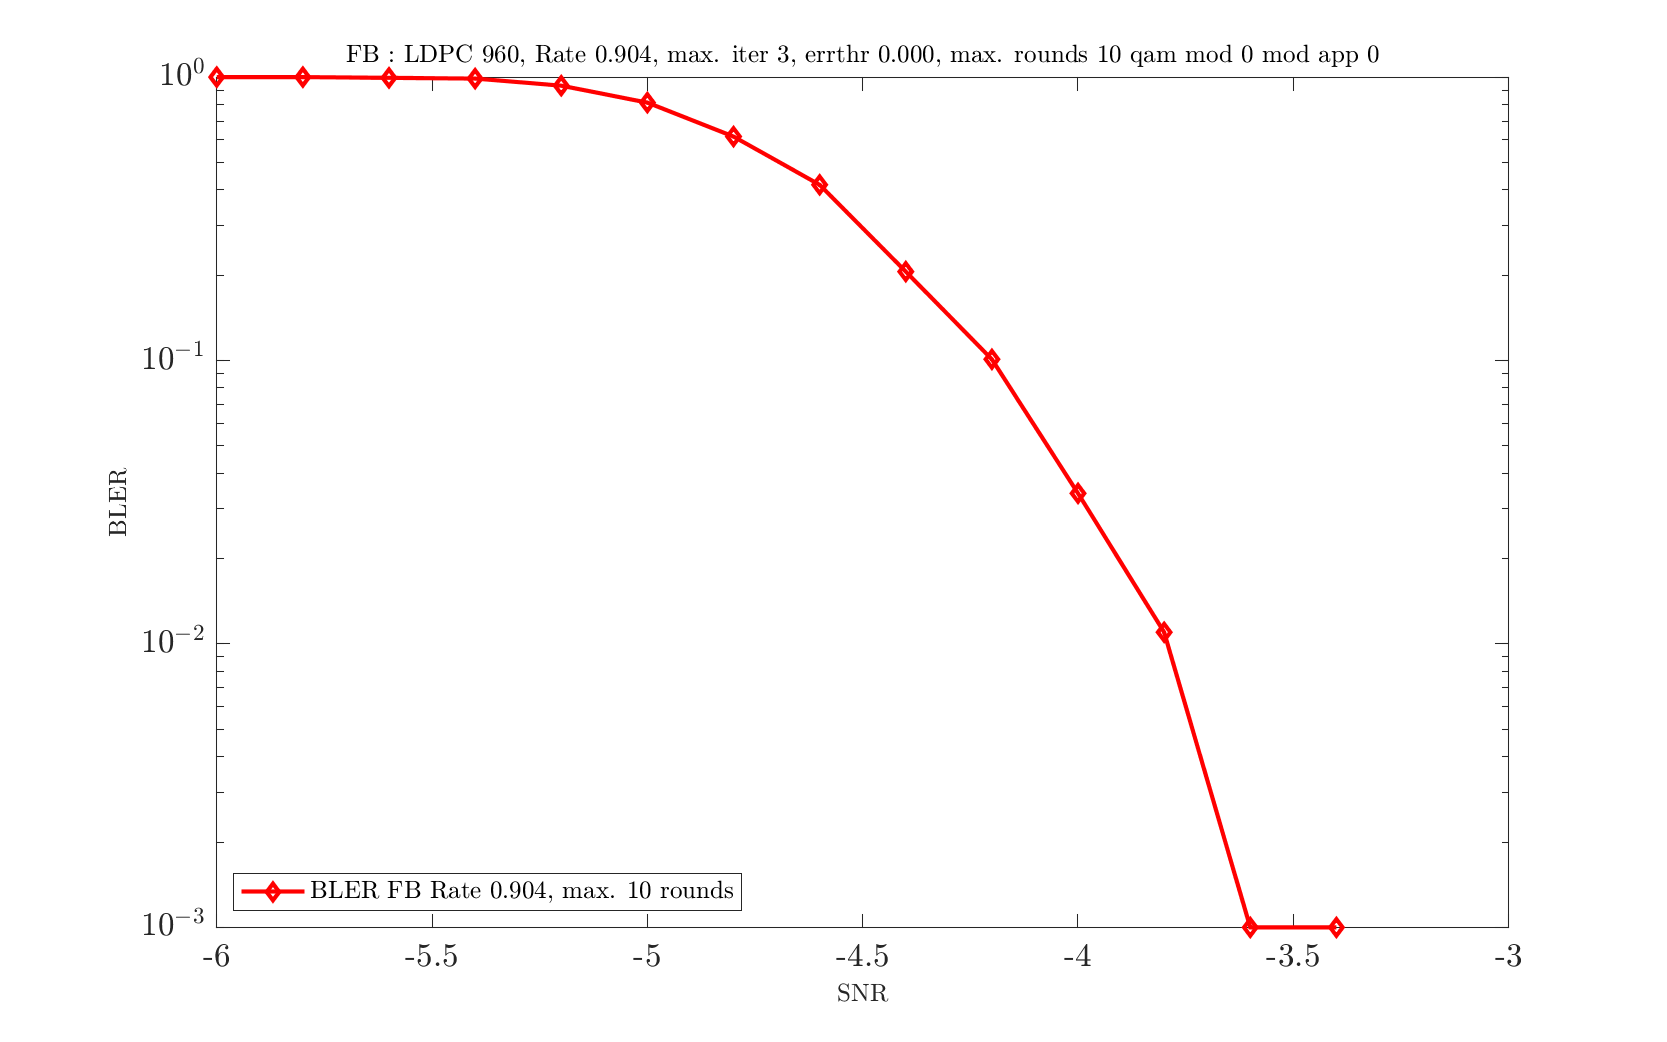 FB : LDPC 960, Rate 0.904, max. iter 3, errthr 0.000, max. rounds 10 qam mod 0 mod app 0
10^0
10^−1
10^−2
10^−3
BLER
BLER FB Rate 0.904, max. 10 rounds
-6 -5.5 -5 -4.5 -4 -3.5 -3
SNR